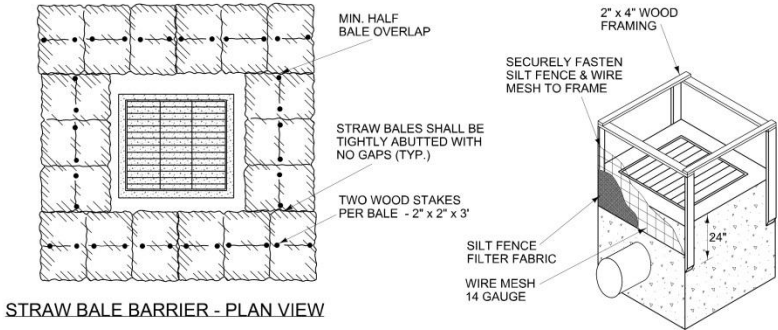 MIN. HALF
BALE OVERLAP
STRAW BALES SHALL BE
TIGHTLY ABUTTED WITH
NO GAPS (TYP.)
TWO WOOD STAKES
PER BALE - 2" x 2" x 3'
STRAW BALE BARRIER - PLAN VIEW
2" x 4" WOOD
FRAMING
SECURELY FASTEN
SILT FENCE & WIRE
MESH TO FRAME
24"
SILT FENCE
FILTER FABRIC
WIRE MESH
14 GAUGE